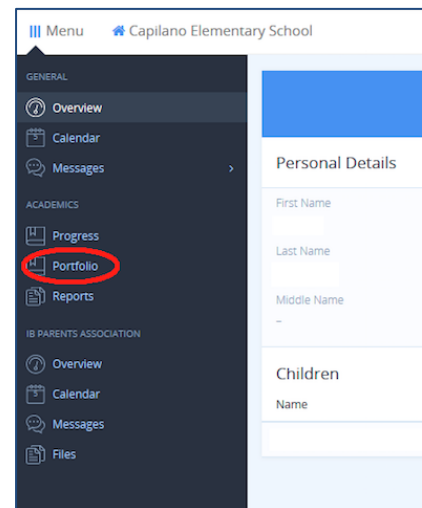 Menu Capilano Elementary School
GENERAL
Overview
Calendar
Messages
ACADEMICS
Progress
Portfolio
Reports
IB PARENTS ASSOCIATION
Overview
Calendar
Messages
Files
Personal Details
First Name
Last Name
Middle Name
–
Children
Name